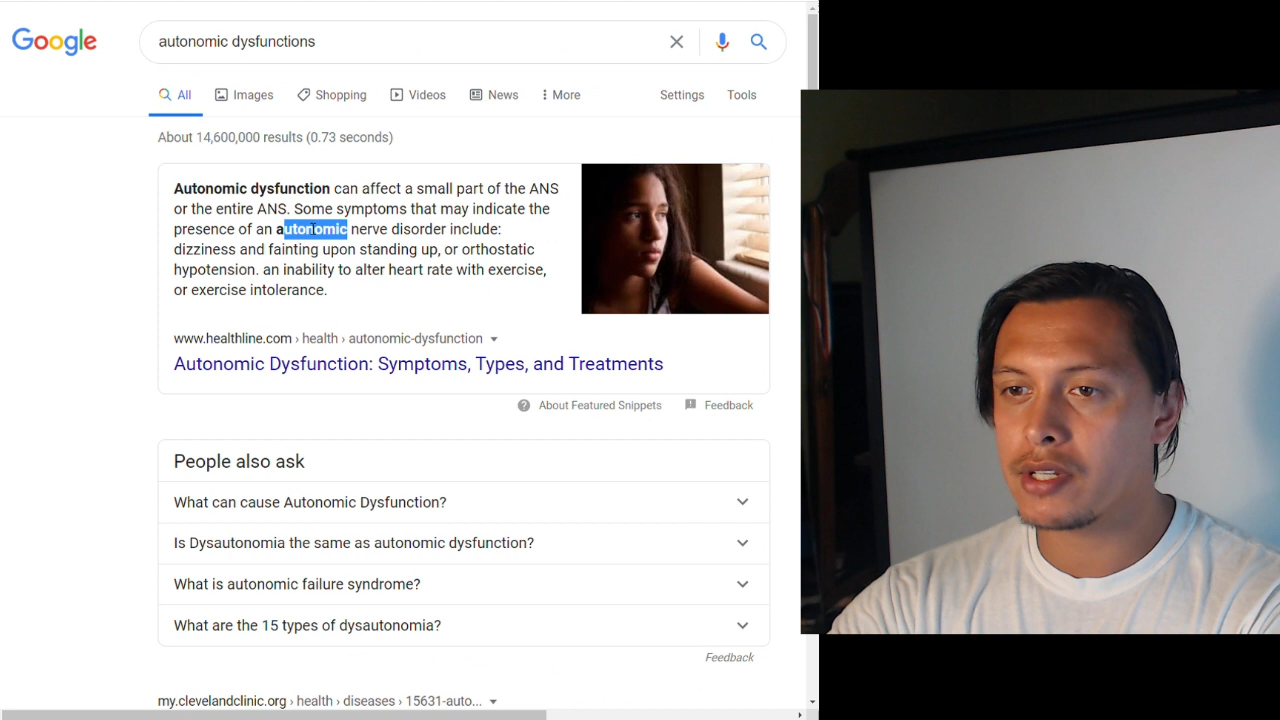 Google
autonomic dysfunctions
All
Images
Shopping
Videos
News
More
Settings
Tools
About 14,600,000 results (0.73 seconds)
Autonomic dysfunction can affect a small part of the ANS
or the entire ANS. Some symptoms that may indicate the
presence of an autonomic nerve disorder include:
dizziness and fainting upon standing up, or orthostatic
hypotension. an inability to alter heart rate with exercise,
or exercise intolerance.
www.healthline.com › health › autonomic-dysfunction
Autonomic Dysfunction: Symptoms, Types, and Treatments
About Featured Snippets
Feedback
People also ask
What can cause Autonomic Dysfunction?
Is Dysautonomia the same as autonomic dysfunction?
What is autonomic failure syndrome?
What are the 15 types of dysautonomia?
Feedback
my.clevelandclinic.org › health › diseases › 15631-auto...